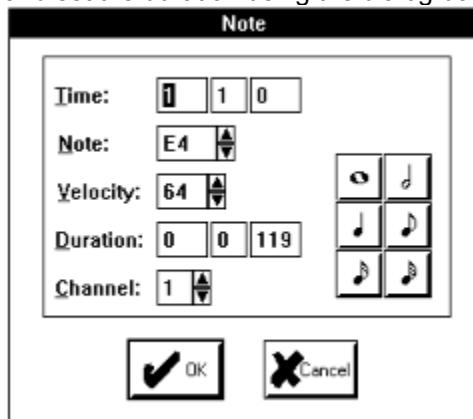 Note
Time: 1 1 0
Note: E4
Velocity: 64
Duration: 0 0 119
Channel: 1
OK Cancel